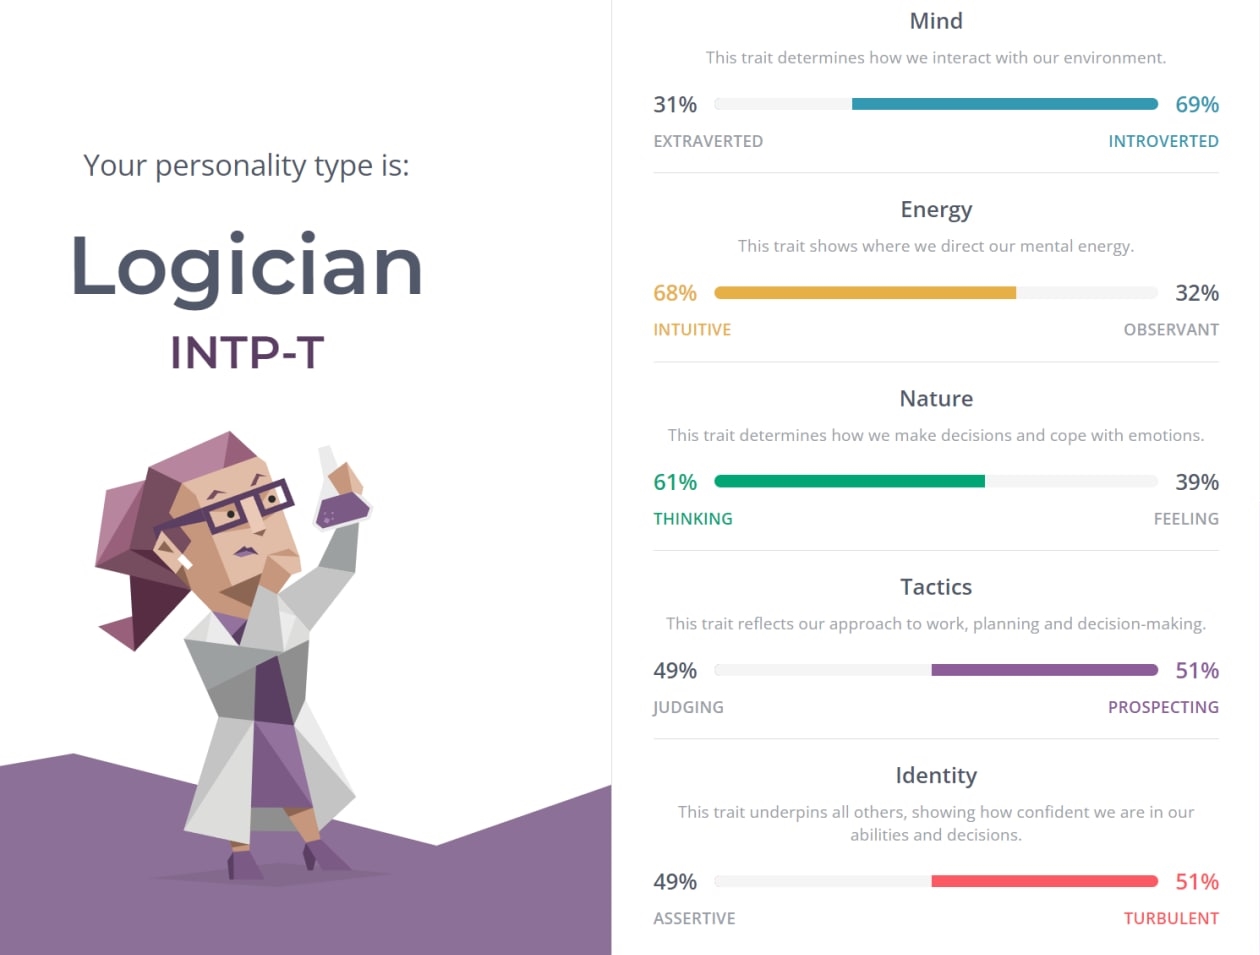 Your personality type is:
Logician
INTP-T
Mind
This trait determines how we interact with our environment.
31% 69%
EXTRAVERTED INTROVERTED
Energy
This trait shows where we direct our mental energy.
68% 32%
INTUITIVE OBSERVANT
Nature
This trait determines how we make decisions and cope with emotions.
61% 39%
THINKING FEELING
Tactics
This trait reflects our approach to work, planning and decision-making.
49% 51%
JUDGING PROSPECTING
Identity
This trait underpins all others, showing how confident we are in our
abilities and decisions.
49% 51%
ASSERTIVE TURBULENT